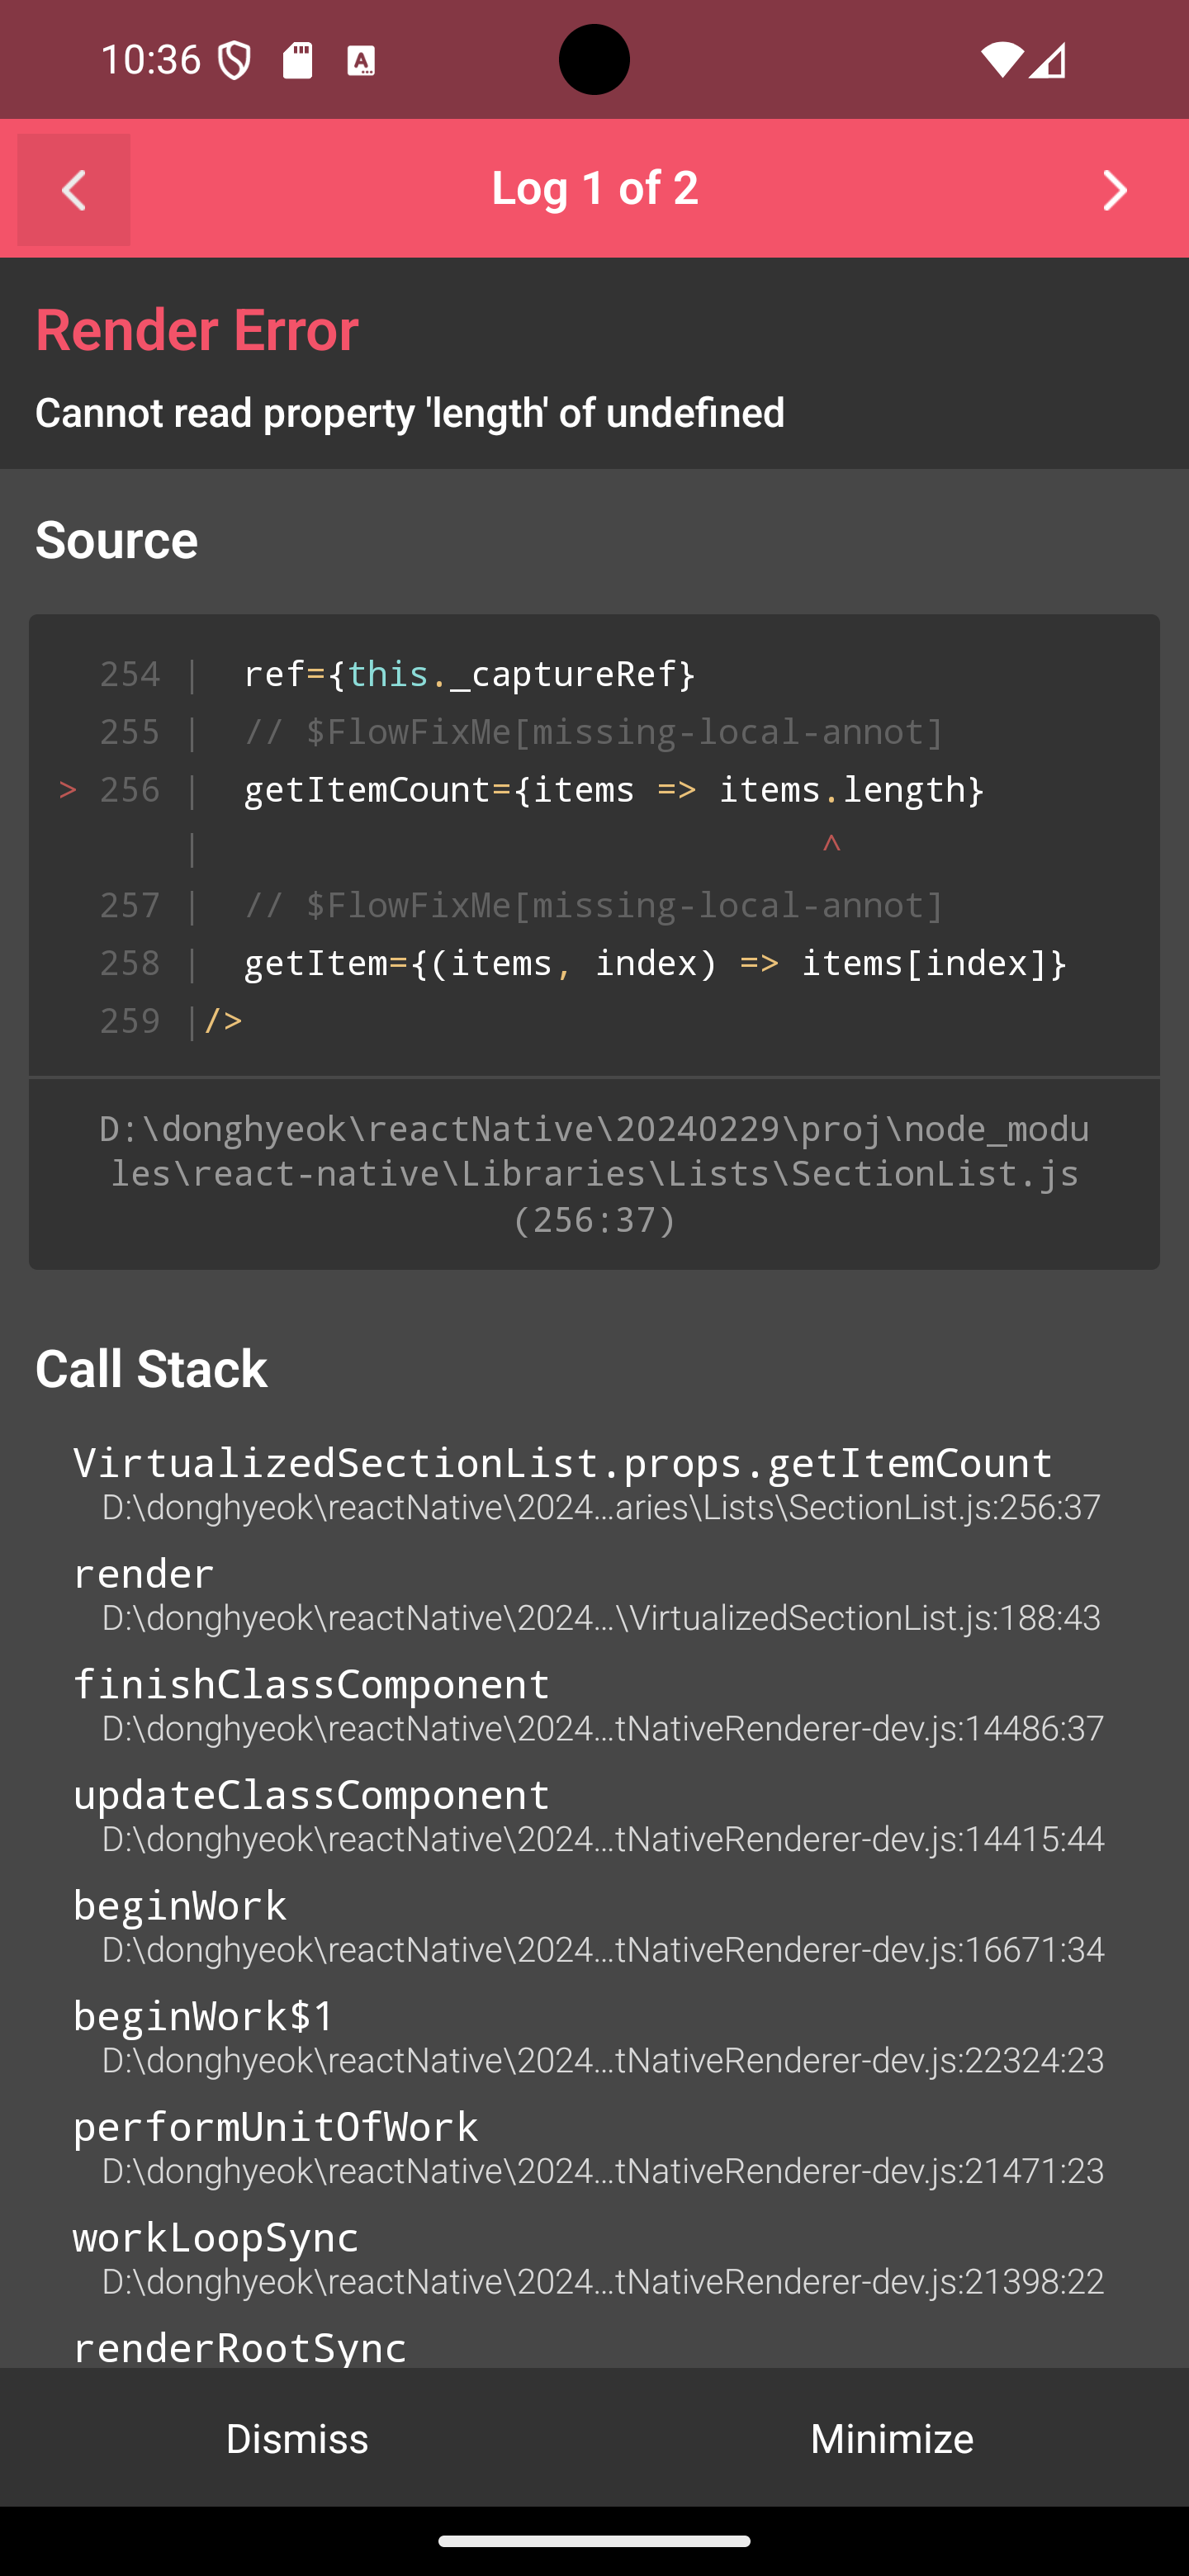 10:36
Log 1 of 2
Render Error
Cannot read property 'length' of undefined
Source
254 |  ref={this._captureRef}
255 |  // $FlowFixMe[missing-local-annot]
> 256 |  getItemCount={items => items.length}
|                               ^
257 |  // $FlowFixMe[missing-local-annot]
258 |  getItem={(items, index) => items[index]}
259 |/>
D:\donghyeok\reactNative\20240229\proj\node_modu
les\react-native\Libraries\Lists\SectionList.js
(256:37)
Call Stack
VirtualizedSectionList.props.getItemCount
D:\donghyeok\reactNative\2024...aries\Lists\SectionList.js:256:37
render
D:\donghyeok\reactNative\2024...\VirtualizedSectionList.js:188:43
finishClassComponent
D:\donghyeok\reactNative\2024...tNativeRenderer-dev.js:14486:37
updateClassComponent
D:\donghyeok\reactNative\2024...tNativeRenderer-dev.js:14415:44
beginWork
D:\donghyeok\reactNative\2024...tNativeRenderer-dev.js:16671:34
beginWork$1
D:\donghyeok\reactNative\2024...tNativeRenderer-dev.js:22324:23
performUnitOfWork
D:\donghyeok\reactNative\2024...tNativeRenderer-dev.js:21471:23
workLoopSync
D:\donghyeok\reactNative\2024...tNativeRenderer-dev.js:21398:22
renderRootSync
Dismiss
Minimize